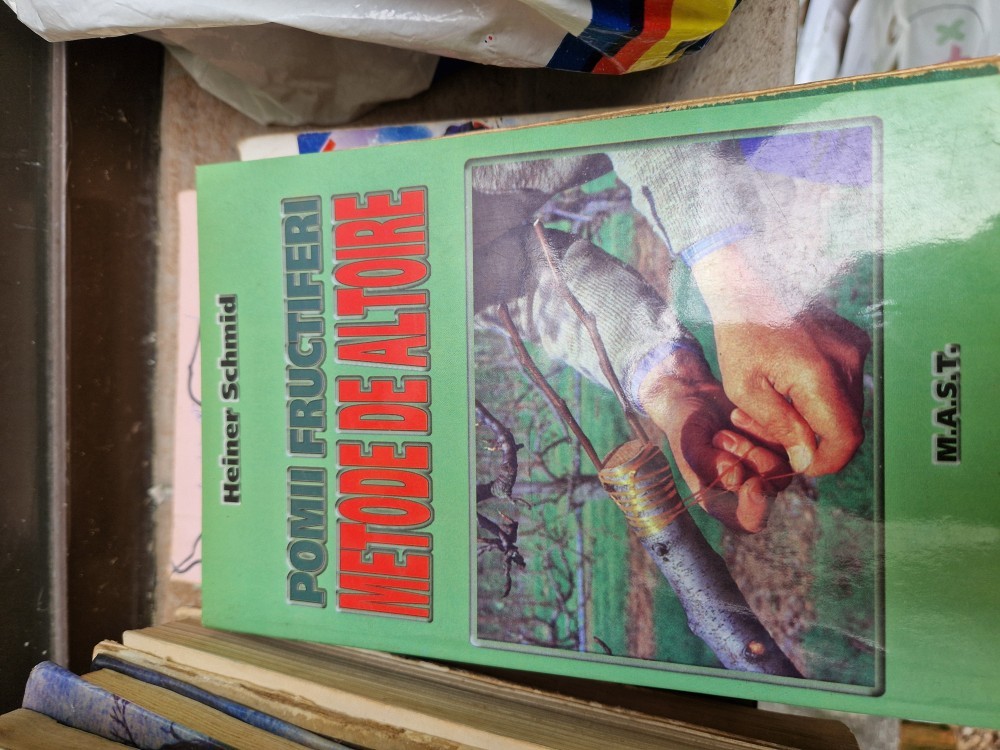 Heiner Schmid
POMII FRUCTIFERI
METODE DE ALTOIRE
M.A.S.T.